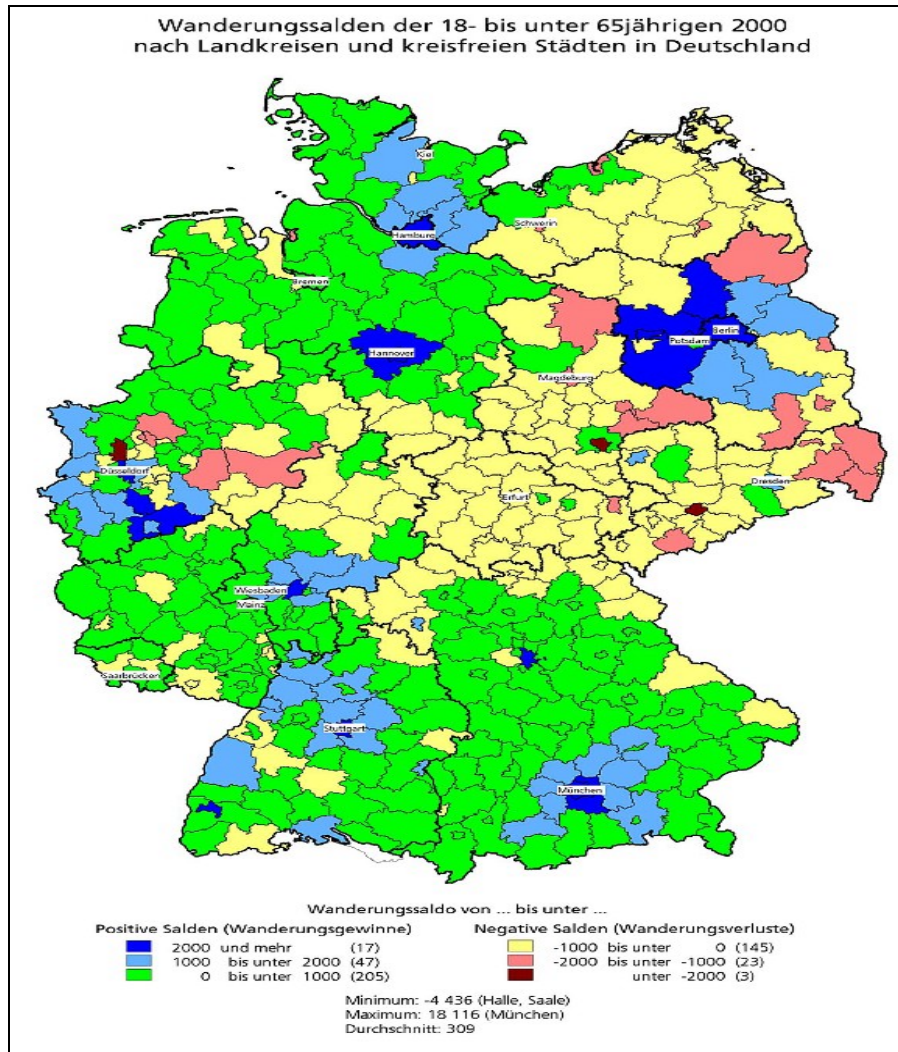 Wanderungssalden der 18- bis unter 65jährigen 2000
nach Landkreisen und kreisfreien Städten in Deutschland
Kiel
Schwerin
Hamburg
Bremen
Berlin
Potsdam
Hannover
Magdeburg
Düsseldorf
Dresden
Erfurt
Wiesbaden
Mainz
Saarbrücken
Stuttgart
München
Wanderungssaldo von ... bis unter ...
Positive Salden (Wanderungsgewinne)
2000 und mehr (17)
1000 bis unter 2000 (47)
0 bis unter 1000 (205)
Negative Salden (Wanderungsverluste)
-1000 bis unter 0 (145)
-2000 bis unter -1000 (23)
unter -2000 (3)
Minimum: -4 436 (Halle, Saale)
Maximum: 18 116 (München)
Durchschnitt: 309